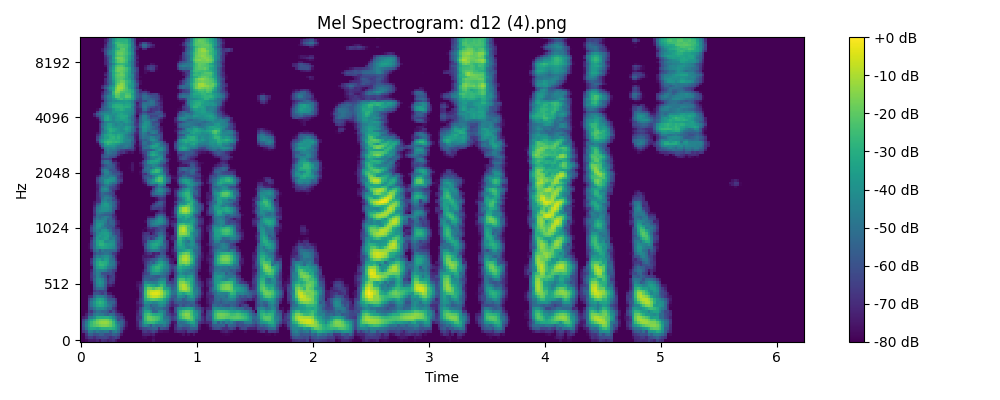 Mel Spectrogram: d12 (4).png
8192
4096
2048
1024
512
0
Hz
0 1 2 3 4 5 6
Time
+0 dB
-10 dB
-20 dB
-30 dB
-40 dB
-50 dB
-60 dB
-70 dB
-80 dB